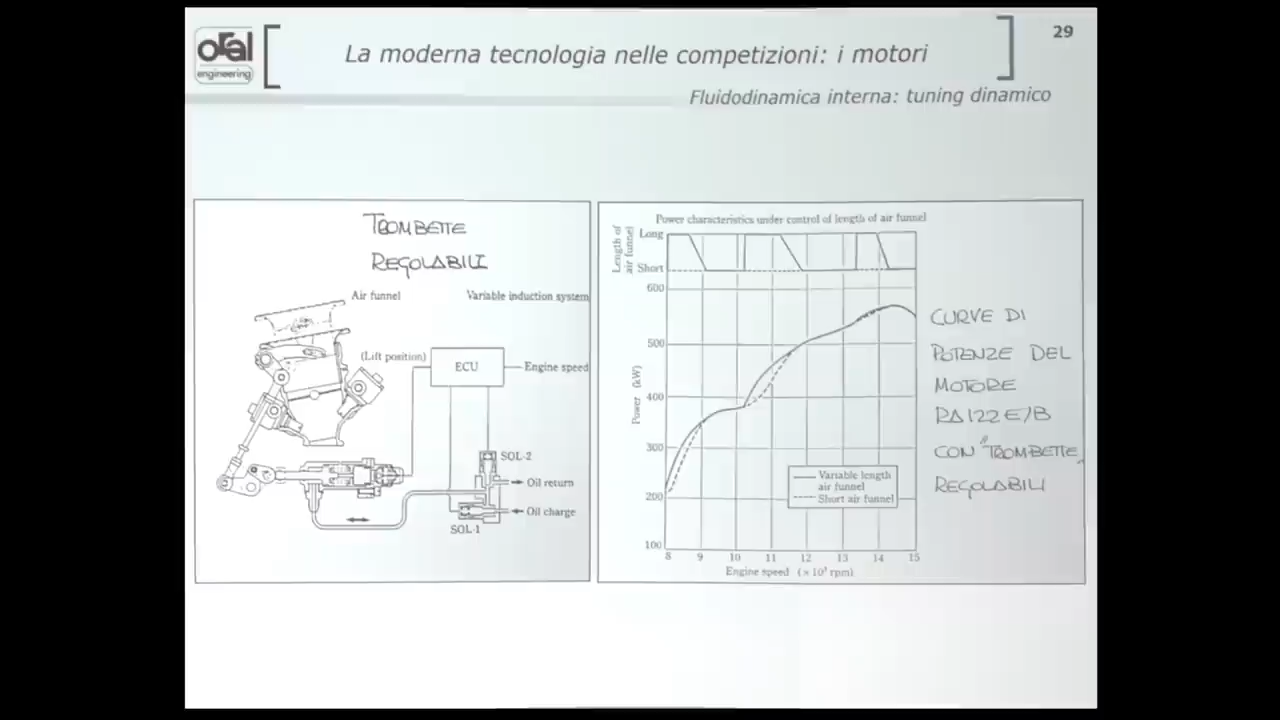 oral
engineering
La moderna tecnologia nelle competizioni: i motori
29
Fluidodinamica interna: tuning dinamico
TROMBETTE
REGOLABILI
Air funnel
Variable induction system
(Lift position)
ECU
Engine speed
SOL-2
Oil return
Oil charge
SOL-1
Power characteristics under control of length of air funnel
Length of
air funnel
Long
Short
600
500
400
300
200
100
Power (kW)
Variable length
air funnel
Short air funnel
8 9 10 11 12 13 14 15
Engine speed (×10³ rpm)
CURVE DI
POTENZE DEL
MOTORE
RA122E/B
CON "TROMBETTE"
REGOLABILI